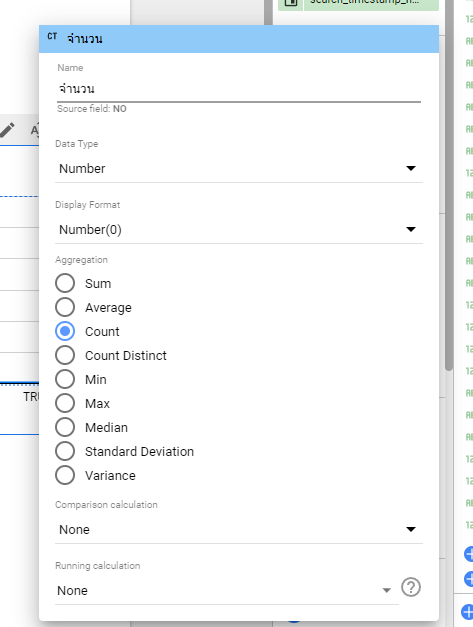 search_timestamp_n...
CT จำนวน
Name
จำนวน
Source field: NO
Data Type
Number
Display Format
Number(0)
Aggregation
Sum
Average
Count
Count Distinct
Min
Max
Median
Standard Deviation
Variance
Comparison calculation
None
Running calculation
None